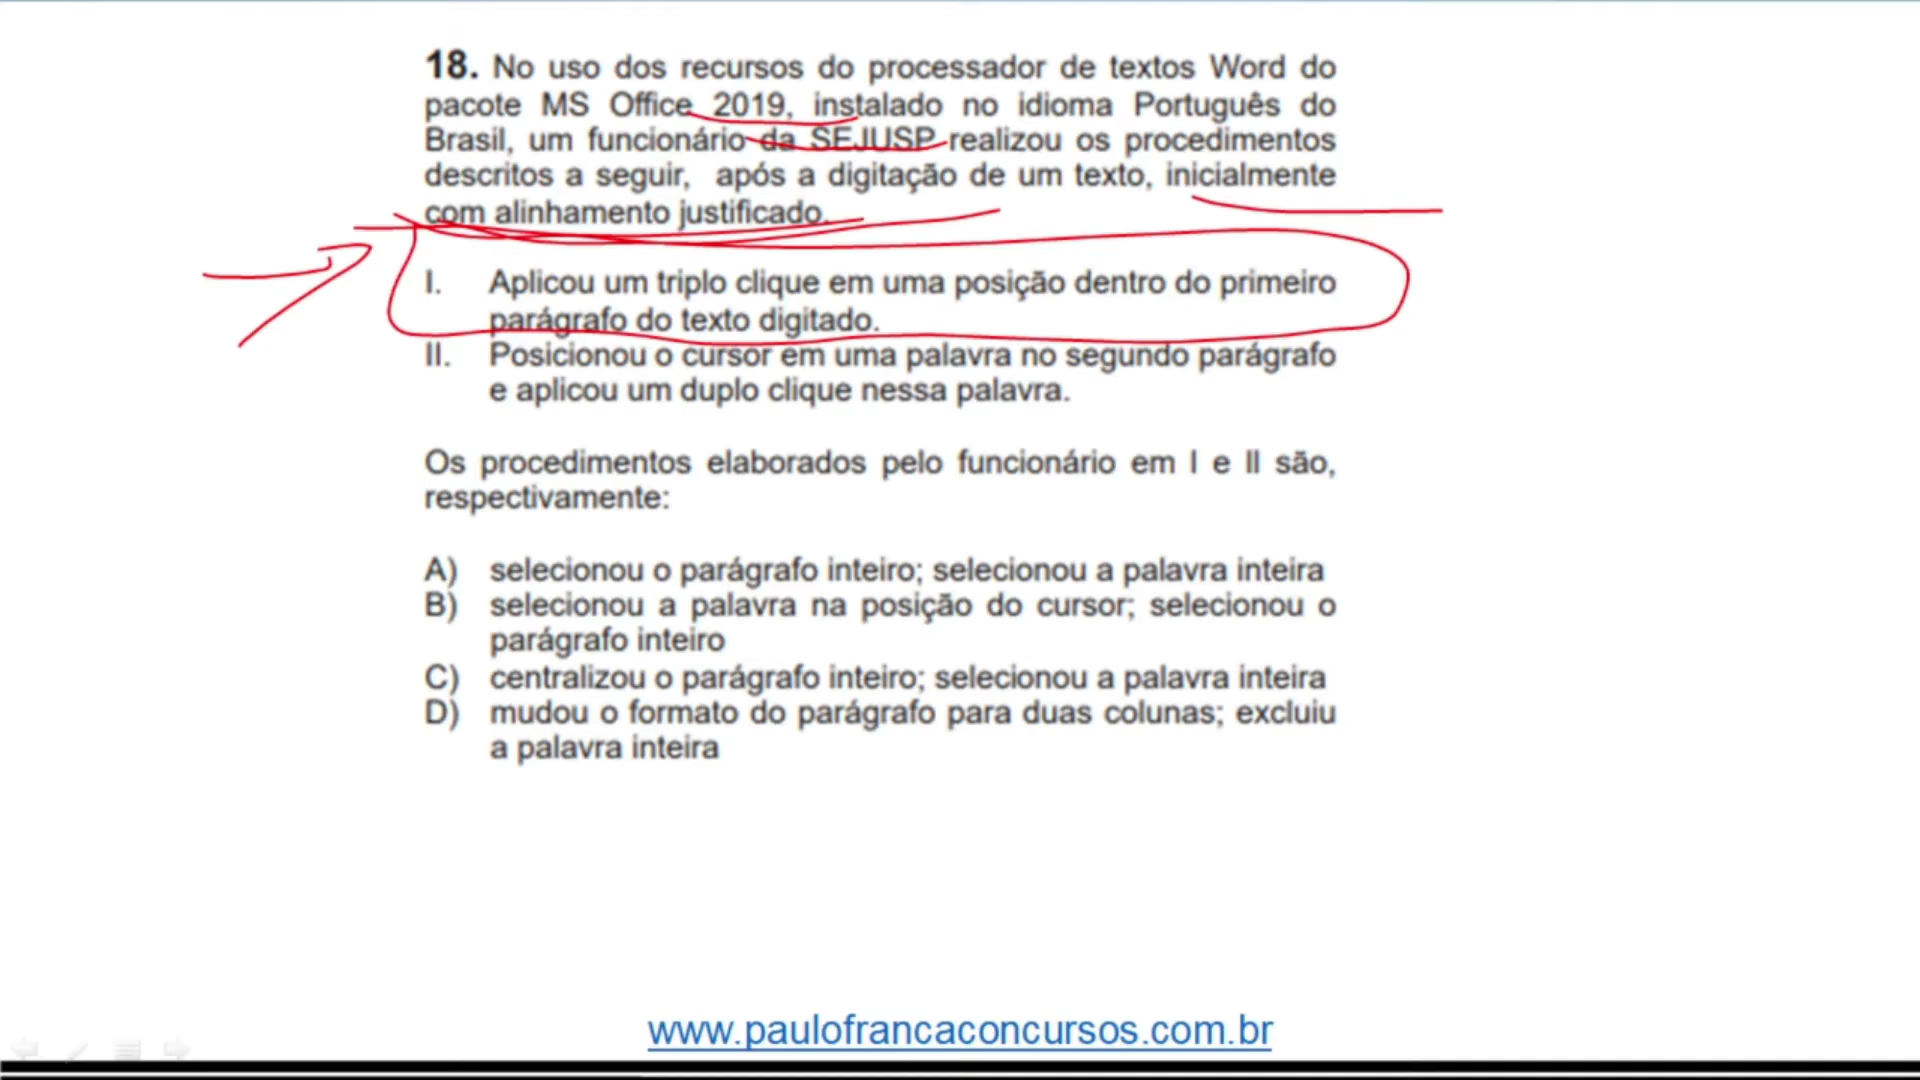 18. No uso dos recursos do processador de textos Word do
pacote MS Office 2019, instalado no idioma Português do
Brasil, um funcionário da SEJUSP realizou os procedimentos
descritos a seguir, após a digitação de um texto, inicialmente
com alinhamento justificado.
I. Aplicou um triplo clique em uma posição dentro do primeiro
parágrafo do texto digitado.
II. Posicionou o cursor em uma palavra no segundo parágrafo
e aplicou um duplo clique nessa palavra.
Os procedimentos elaborados pelo funcionário em I e II são,
respectivamente:
A) selecionou o parágrafo inteiro; selecionou a palavra inteira
B) selecionou a palavra na posição do cursor; selecionou o
parágrafo inteiro
C) centralizou o parágrafo inteiro; selecionou a palavra inteira
D) mudou o formato do parágrafo para duas colunas; excluiu
a palavra inteira
www.paulofrancaconcursos.com.br